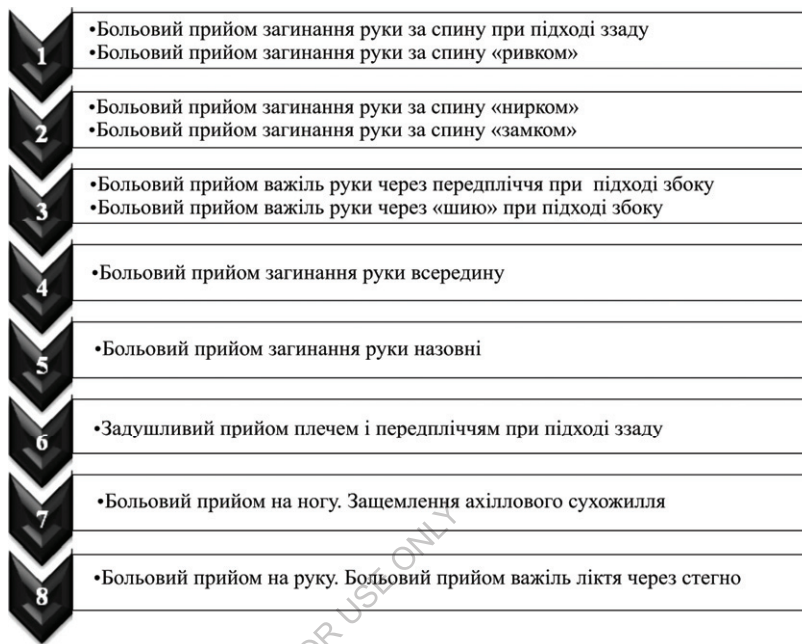 1
•Больовий прийом загинання руки за спину при підході ззаду
•Больовий прийом загинання руки за спину «ривком»
2
•Больовий прийом загинання руки за спину «нирком»
•Больовий прийом загинання руки за спину «замком»
3
•Больовий прийом важіль руки через передпліччя при підході збоку
•Больовий прийом важіль руки через «шию» при підході збоку
4
•Больовий прийом загинання руки всередину
5
•Больовий прийом загинання руки назовні
6
•Задушливий прийом плечем і передпліччям при підході ззаду
7
•Больовий прийом на ногу. Защемлення ахіллового сухожилля
8
•Больовий прийом на руку. Больовий прийом важіль ліктя через стегно
OR USE ONLY